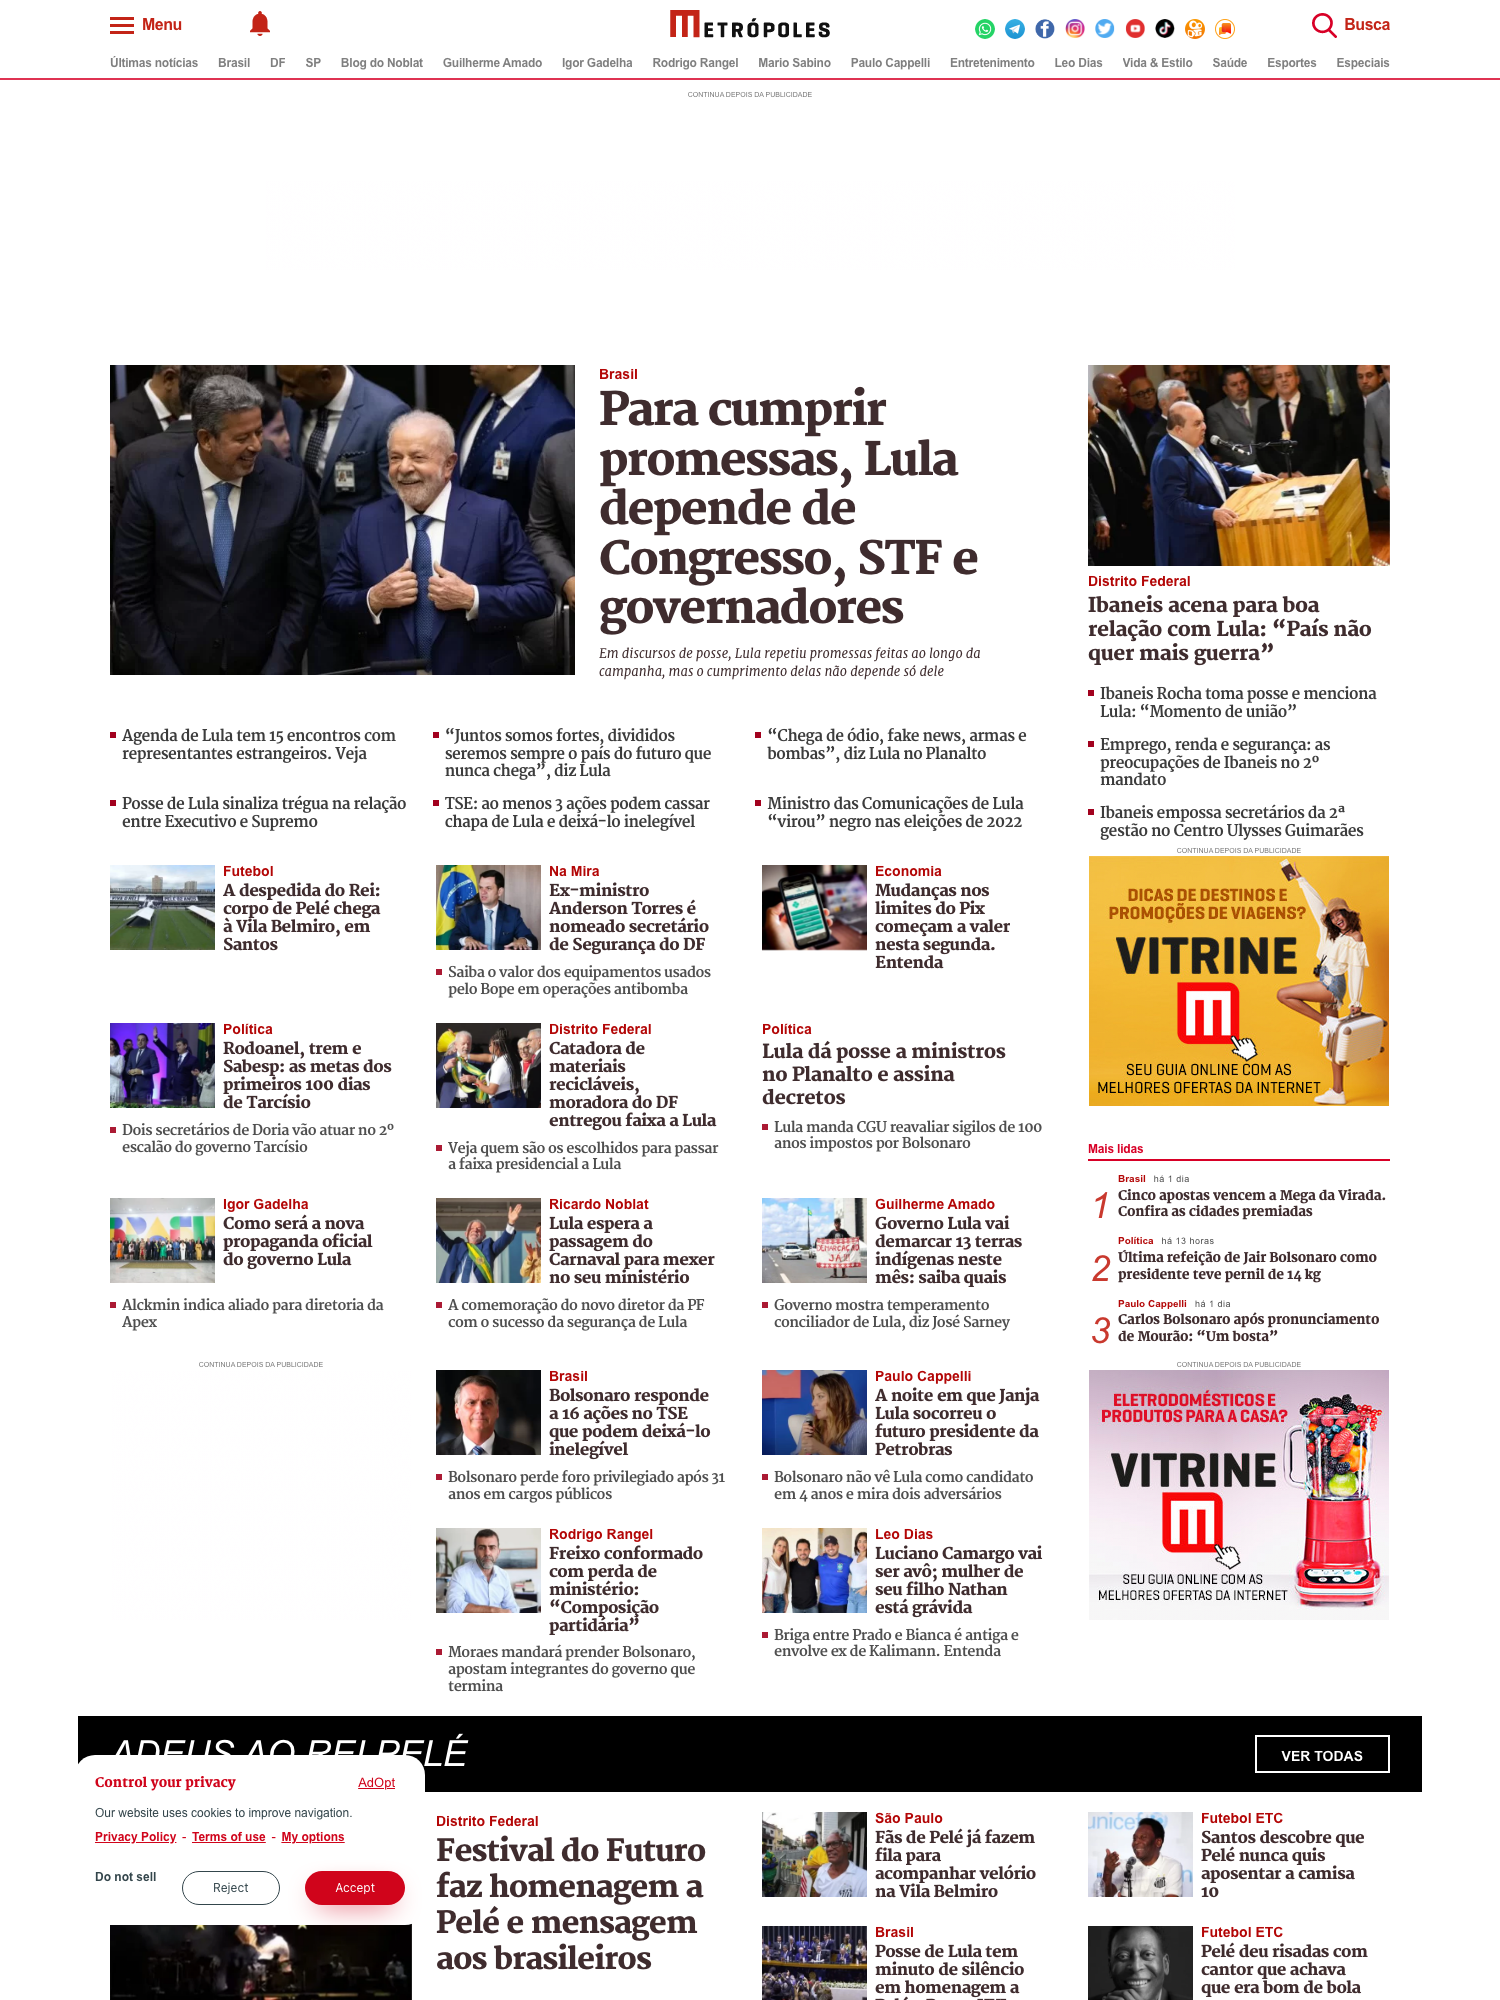 Menu
METRÓPOLES
Busca
Últimas notícias Brasil DF SP Blog do Noblat Guilherme Amado Igor Gadelha Rodrigo Rangel Mario Sabino Paulo Cappelli Entretenimento Leo Dias Vida & Estilo Saúde Esportes Especiais
CONTINUA DEPOIS DA PUBLICIDADE
Brasil
Para cumprir
promessas, Lula
depende de
Congresso, STF e
governadores
Em discursos de posse, Lula repetiu promessas feitas ao longo da
campanha, mas o cumprimento delas não depende só dele
Distrito Federal
Ibaneis acena para boa
relação com Lula: “País não
quer mais guerra”
Ibaneis Rocha toma posse e menciona
Lula: “Momento de união”
Emprego, renda e segurança: as
preocupações de Ibaneis no 2º
mandato
Ibaneis empossa secretários da 2ª
gestão no Centro Ulysses Guimarães
Agenda de Lula tem 15 encontros com
representantes estrangeiros. Veja
“Juntos somos fortes, divididos
seremos sempre o país do futuro que
nunca chega”, diz Lula
“Chega de ódio, fake news, armas e
bombas”, diz Lula no Planalto
Posse de Lula sinaliza trégua na relação
entre Executivo e Supremo
TSE: ao menos 3 ações podem cassar
chapa de Lula e deixá-lo inelegível
Ministro das Comunicações de Lula
“virou” negro nas eleições de 2022
Futebol
A despedida do Rei:
corpo de Pelé chega
à Vila Belmiro, em
Santos
Na Mira
Ex-ministro
Anderson Torres é
nomeado secretário
de Segurança do DF
Saiba o valor dos equipamentos usados
pelo Bope em operações antibomba
Economia
Mudanças nos
limites do Pix
começam a valer
nesta segunda.
Entenda
CONTINUA DEPOIS DA PUBLICIDADE
DICAS DE DESTINOS E
PROMOÇÕES DE VIAGENS?
VITRINE
SEU GUIA ONLINE COM AS
MELHORES OFERTAS DA INTERNET
Política
Rodoanel, trem e
Sabesp: as metas dos
primeiros 100 dias
de Tarcísio
Dois secretários de Doria vão atuar no 2º
escalão do governo Tarcísio
Distrito Federal
Catadora de
materiais
recicláveis,
moradora do DF
entregou faixa a Lula
Veja quem são os escolhidos para passar
a faixa presidencial a Lula
Política
Lula dá posse a ministros
no Planalto e assina
decretos
Lula manda CGU reavaliar sigilos de 100
anos impostos por Bolsonaro
Mais lidas
Brasil há 1 dia
1 Cinco apostas vencem a Mega da Virada.
Confira as cidades premiadas
Política há 13 horas
2 Última refeição de Jair Bolsonaro como
presidente teve pernil de 14 kg
Paulo Cappelli há 1 dia
3 Carlos Bolsonaro após pronunciamento
de Mourão: “Um bosta”
Igor Gadelha
Como será a nova
propaganda oficial
do governo Lula
Alckmin indica aliado para diretoria da
Apex
Ricardo Noblat
Lula espera a
passagem do
Carnaval para mexer
no seu ministério
A comemoração do novo diretor da PF
com o sucesso da segurança de Lula
Guilherme Amado
DEMARCAÇÃO
JÁ!!!
Governo Lula vai
demarcar 13 terras
indígenas neste
mês: saiba quais
Governo mostra temperamento
conciliador de Lula, diz José Sarney
CONTINUA DEPOIS DA PUBLICIDADE
Brasil
Bolsonaro responde
a 16 ações no TSE
que podem deixá-lo
inelegível
Bolsonaro perde foro privilegiado após 31
anos em cargos públicos
Paulo Cappelli
A noite em que Janja
Lula socorreu o
futuro presidente da
Petrobras
Bolsonaro não vê Lula como candidato
em 4 anos e mira dois adversários
CONTINUA DEPOIS DA PUBLICIDADE
ELETRODOMÉSTICOS E
PRODUTOS PARA A CASA?
VITRINE
SEU GUIA ONLINE COM AS
MELHORES OFERTAS DA INTERNET
Rodrigo Rangel
Freixo conformado
com perda de
ministério:
“Composição
partidária”
Moraes mandará prender Bolsonaro,
apostam integrantes do governo que
termina
Leo Dias
Luciano Camargo vai
ser avô; mulher de
seu filho Nathan
está grávida
Briga entre Prado e Bianca é antiga e
envolve ex de Kalimann. Entenda
ADEUS AO REI PELÉ
VER TODAS
Control your privacy
AdOpt
Our website uses cookies to improve navigation.
Privacy Policy - Terms of use - My options
Do not sell
Reject
Accept
Distrito Federal
Festival do Futuro
faz homenagem a
Pelé e mensagem
aos brasileiros
São Paulo
Fãs de Pelé já fazem
fila para
acompanhar velório
na Vila Belmiro
Brasil
Posse de Lula tem
minuto de silêncio
em homenagem a
unicef
Futebol ETC
Santos descobre que
Pelé nunca quis
aposentar a camisa
10
Futebol ETC
Pelé deu risadas com
cantor que achava
que era bom de bola